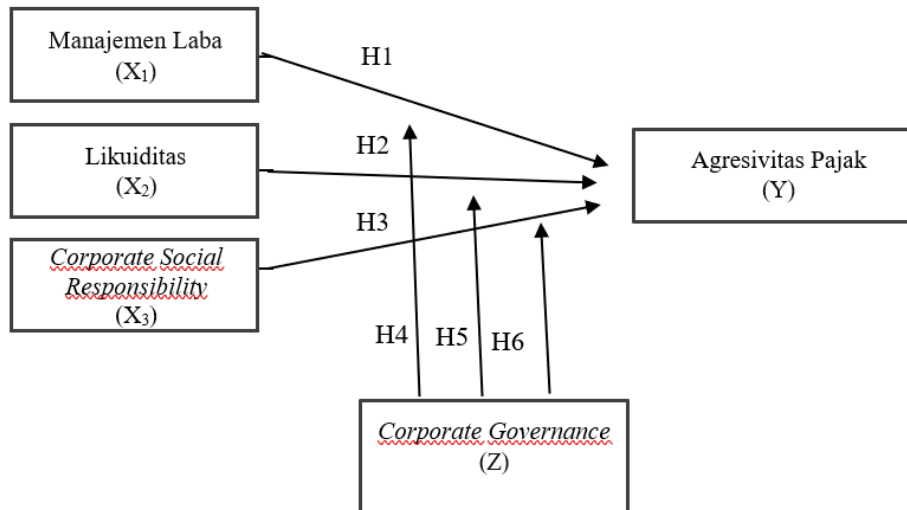 Manajemen Laba
(X₁)
H1
Likuiditas
(X₂)
H2
Agresivitas Pajak
(Y)
Corporate Social
Responsibility
(X₃)
H3
H4
H5
H6
Corporate Governance
(Z)